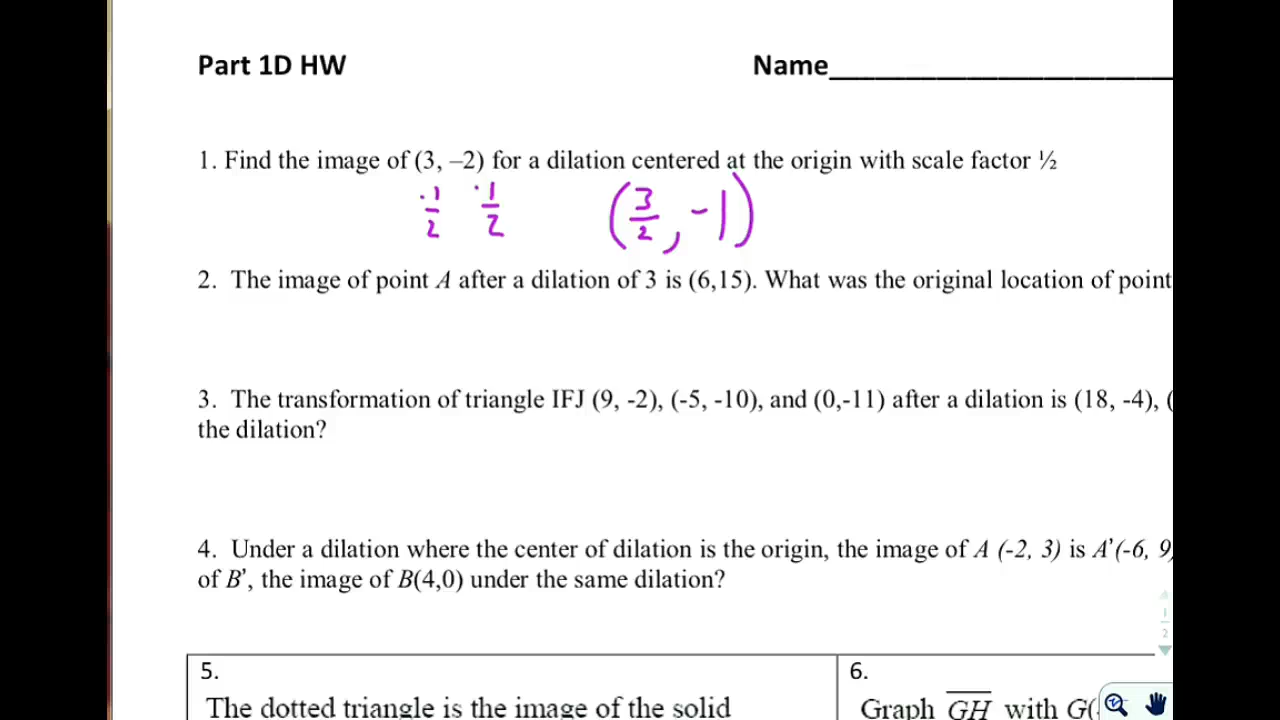 Part 1D HW Name____________________
1. Find the image of (3, –2) for a dilation centered at the origin with scale factor ½
·1/2 ·1/2 (3/2, -1)
2. The image of point A after a dilation of 3 is (6,15). What was the original location of point
3. The transformation of triangle IFJ (9, -2), (-5, -10), and (0,-11) after a dilation is (18, -4), (
the dilation?
4. Under a dilation where the center of dilation is the origin, the image of A (-2, 3) is A’(-6, 9
of B’, the image of B(4,0) under the same dilation?
5. 6.
The dotted triangle is the image of the solid Graph GH with G(
1/2